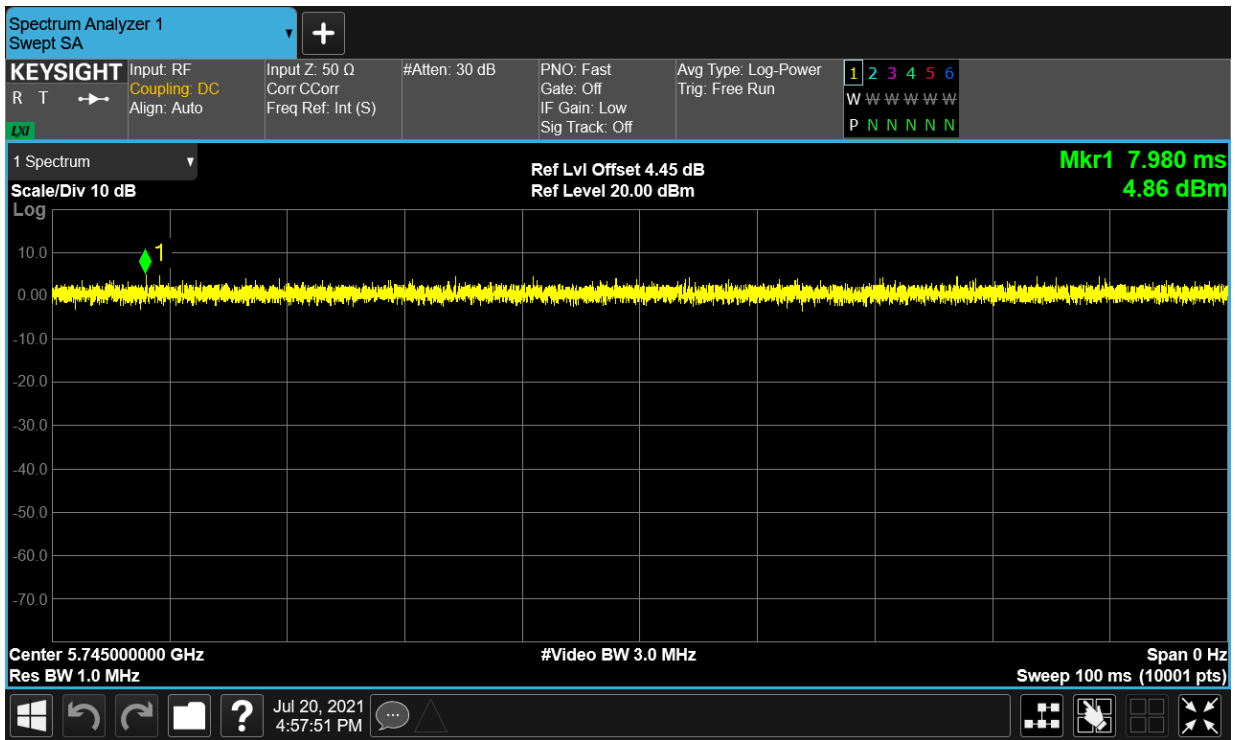 Spectrum Analyzer 1
Swept SA
+
KEYSIGHT
R T
LXI
Input: RF
Coupling: DC
Align: Auto
Input Z: 50 Ω
Corr CCorr
Freq Ref: Int (S)
#Atten: 30 dB
PNO: Fast
Gate: Off
IF Gain: Low
Sig Track: Off
Avg Type: Log-Power
Trig: Free Run
1 2 3 4 5 6
W W W W W W
P N N N N N
1 Spectrum
Scale/Div 10 dB
Log
Ref Lvl Offset 4.45 dB
Ref Level 20.00 dBm
Mkr1 7.980 ms
4.86 dBm
1
10.0
0.00
-10.0
-20.0
-30.0
-40.0
-50.0
-60.0
-70.0
Center 5.745000000 GHz
Res BW 1.0 MHz
#Video BW 3.0 MHz
Span 0 Hz
Sweep 100 ms (10001 pts)
?
Jul 20, 2021
4:57:51 PM